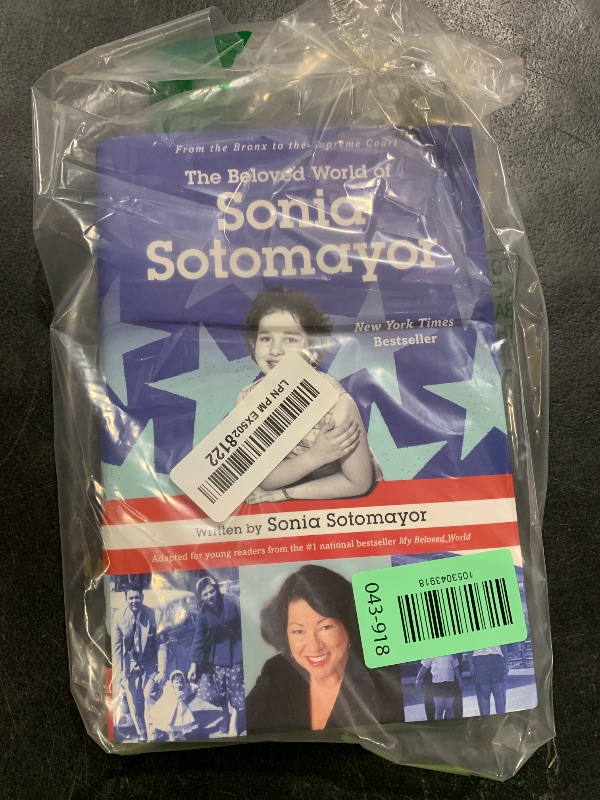 From the Bronx to the Supreme Court
The Beloved World of
Sonia
Sotomayor
New York Times
Bestseller
LPN PM EX5028122
Written by Sonia Sotomayor
Adapted for young readers from the #1 national bestseller My Beloved World
1053043918
043-918